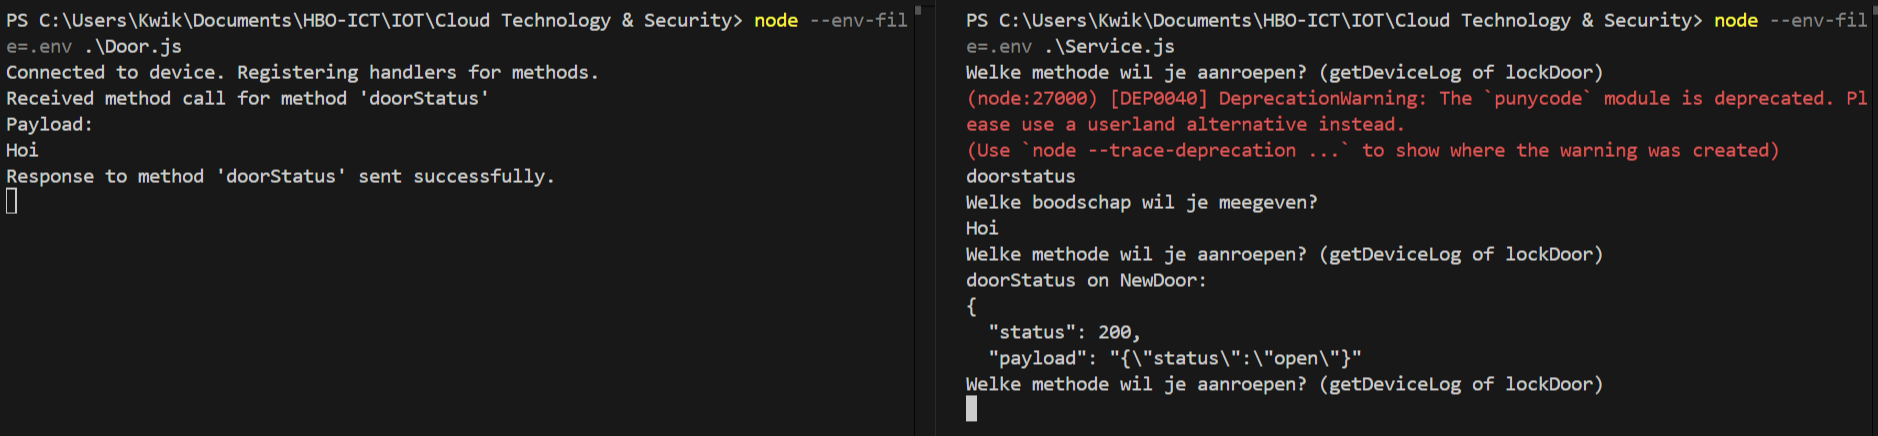 PS C:\Users\Kwik\Documents\HBO-ICT\IOT\Cloud Technology & Security> node --env-fil
e=.env .\Door.js
Connected to device. Registering handlers for methods.
Received method call for method 'doorStatus'
Payload:
Hoi
Response to method 'doorStatus' sent successfully.
PS C:\Users\Kwik\Documents\HBO-ICT\IOT\Cloud Technology & Security> node --env-fil
e=.env .\Service.js
Welke methode wil je aanroepen? (getDeviceLog of lockDoor)
(node:27000) [DEP0040] DeprecationWarning: The `punycode` module is deprecated. Pl
ease use a userland alternative instead.
(Use `node --trace-deprecation ...` to show where the warning was created)
doorstatus
Welke boodschap wil je meegeven?
Hoi
Welke methode wil je aanroepen? (getDeviceLog of lockDoor)
doorStatus on NewDoor:
{
  "status": 200,
  "payload": "{\"status\":\"open\"}"
Welke methode wil je aanroepen? (getDeviceLog of lockDoor)